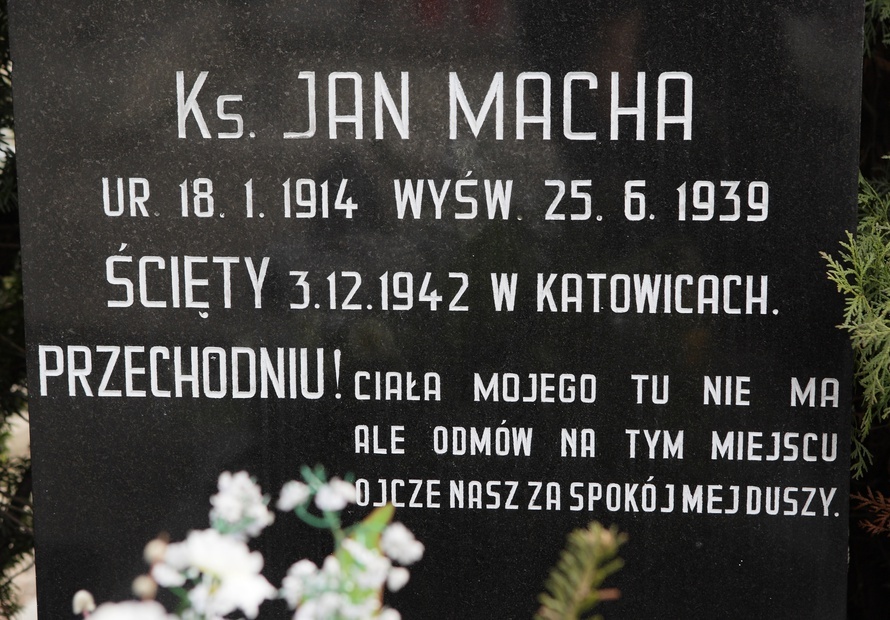 Ks. JAN MACHA
UR. 18. 1. 1914 WYŚW. 25. 6. 1939
ŚCIĘTY 3.12.1942 W KATOWICACH.
PRZECHODNIU! CIAŁA MOJEGO TU NIE MA
ALE ODMÓW NA TYM MIEJSCU
OJCZE NASZ ZA SPOKÓJ MEJ DUSZY.